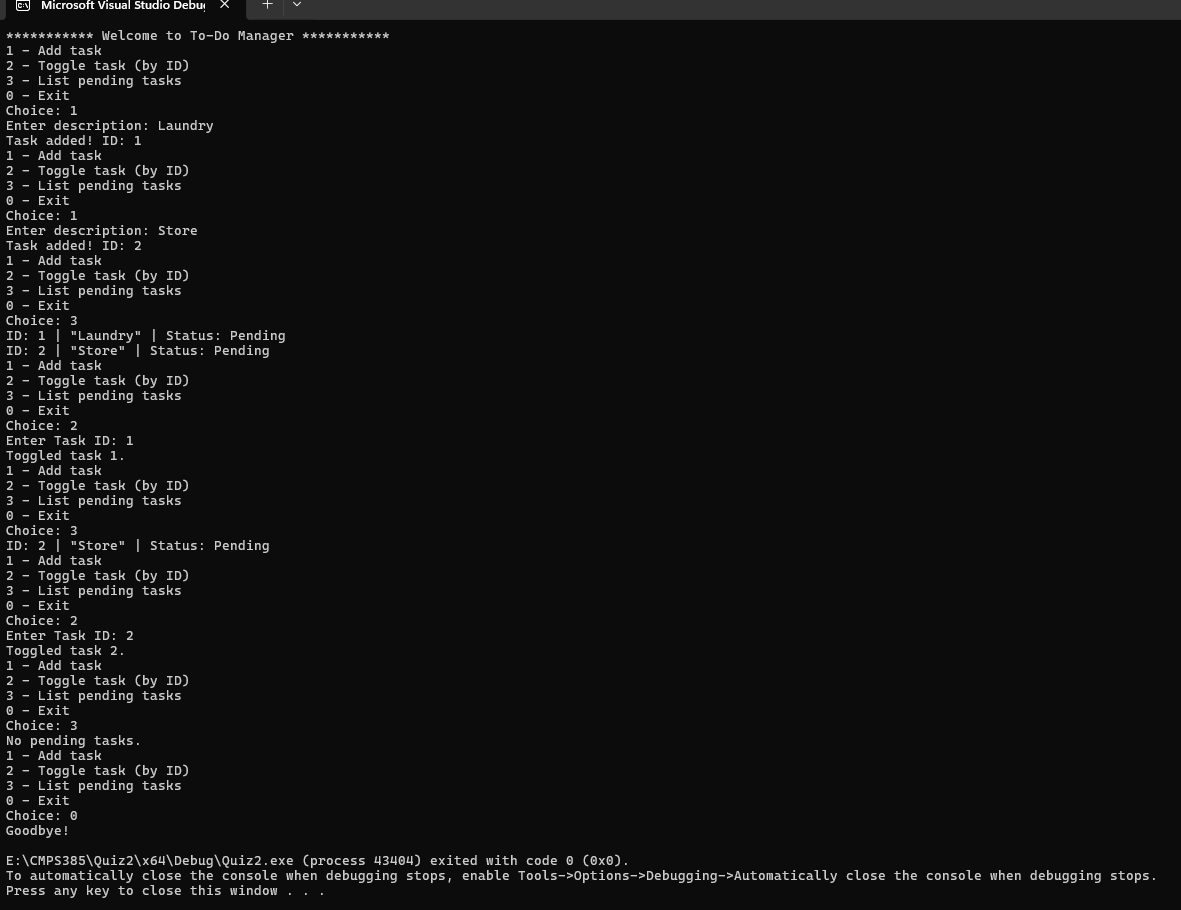 Microsoft Visual Studio Debug
*********** Welcome to To-Do Manager ***********
1 - Add task
2 - Toggle task (by ID)
3 - List pending tasks
0 - Exit
Choice: 1
Enter description: Laundry
Task added! ID: 1
1 - Add task
2 - Toggle task (by ID)
3 - List pending tasks
0 - Exit
Choice: 1
Enter description: Store
Task added! ID: 2
1 - Add task
2 - Toggle task (by ID)
3 - List pending tasks
0 - Exit
Choice: 3
ID: 1 | "Laundry" | Status: Pending
ID: 2 | "Store" | Status: Pending
1 - Add task
2 - Toggle task (by ID)
3 - List pending tasks
0 - Exit
Choice: 2
Enter Task ID: 1
Toggled task 1.
1 - Add task
2 - Toggle task (by ID)
3 - List pending tasks
0 - Exit
Choice: 3
ID: 2 | "Store" | Status: Pending
1 - Add task
2 - Toggle task (by ID)
3 - List pending tasks
0 - Exit
Choice: 2
Enter Task ID: 2
Toggled task 2.
1 - Add task
2 - Toggle task (by ID)
3 - List pending tasks
0 - Exit
Choice: 3
No pending tasks.
1 - Add task
2 - Toggle task (by ID)
3 - List pending tasks
0 - Exit
Choice: 0
Goodbye!
E:\CMPS385\Quiz2\x64\Debug\Quiz2.exe (process 43404) exited with code 0 (0x0).
To automatically close the console when debugging stops, enable Tools->Options->Debugging->Automatically close the console when debugging stops.
Press any key to close this window . . .